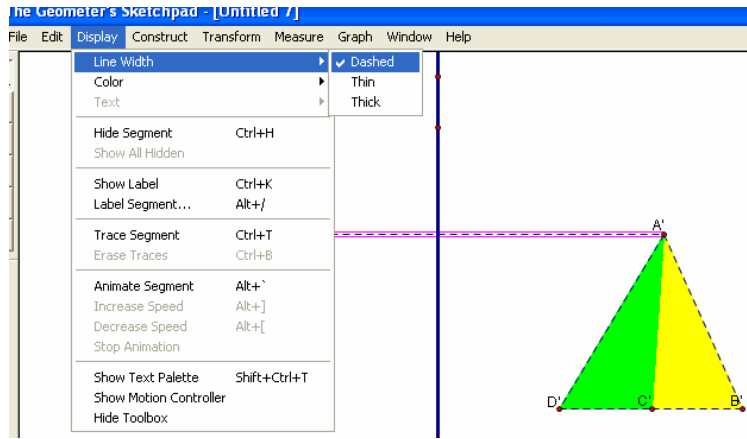 The Geometer's Sketchpad - [Untitled 7]
File Edit Display Construct Transform Measure Graph Window Help
Line Width
Color
Text
Hide Segment Ctrl+H
Show All Hidden
Show Label Ctrl+K
Label Segment... Alt+/
Trace Segment Ctrl+T
Erase Traces Ctrl+B
Animate Segment Alt+`
Increase Speed Alt+]
Decrease Speed Alt+[
Stop Animation
Show Text Palette Shift+Ctrl+T
Show Motion Controller
Hide Toolbox
Dashed
Thin
Thick
A'
D' C' B'